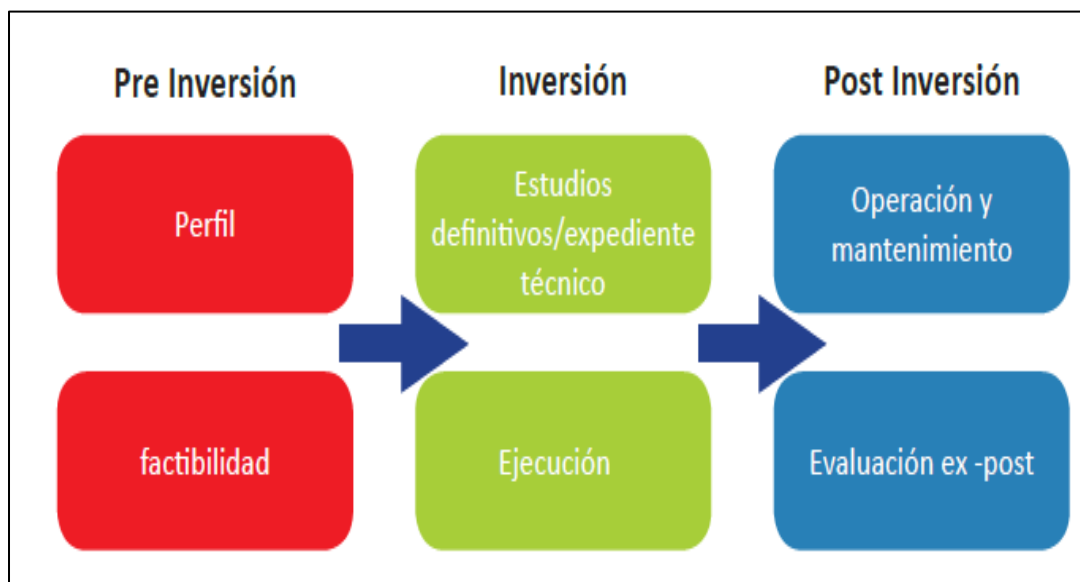 Pre Inversión
Inversión
Post Inversión
Perfil
Estudios
definitivos/expediente
técnico
Operación y
mantenimiento
factibilidad
Ejecución
Evaluación ex -post